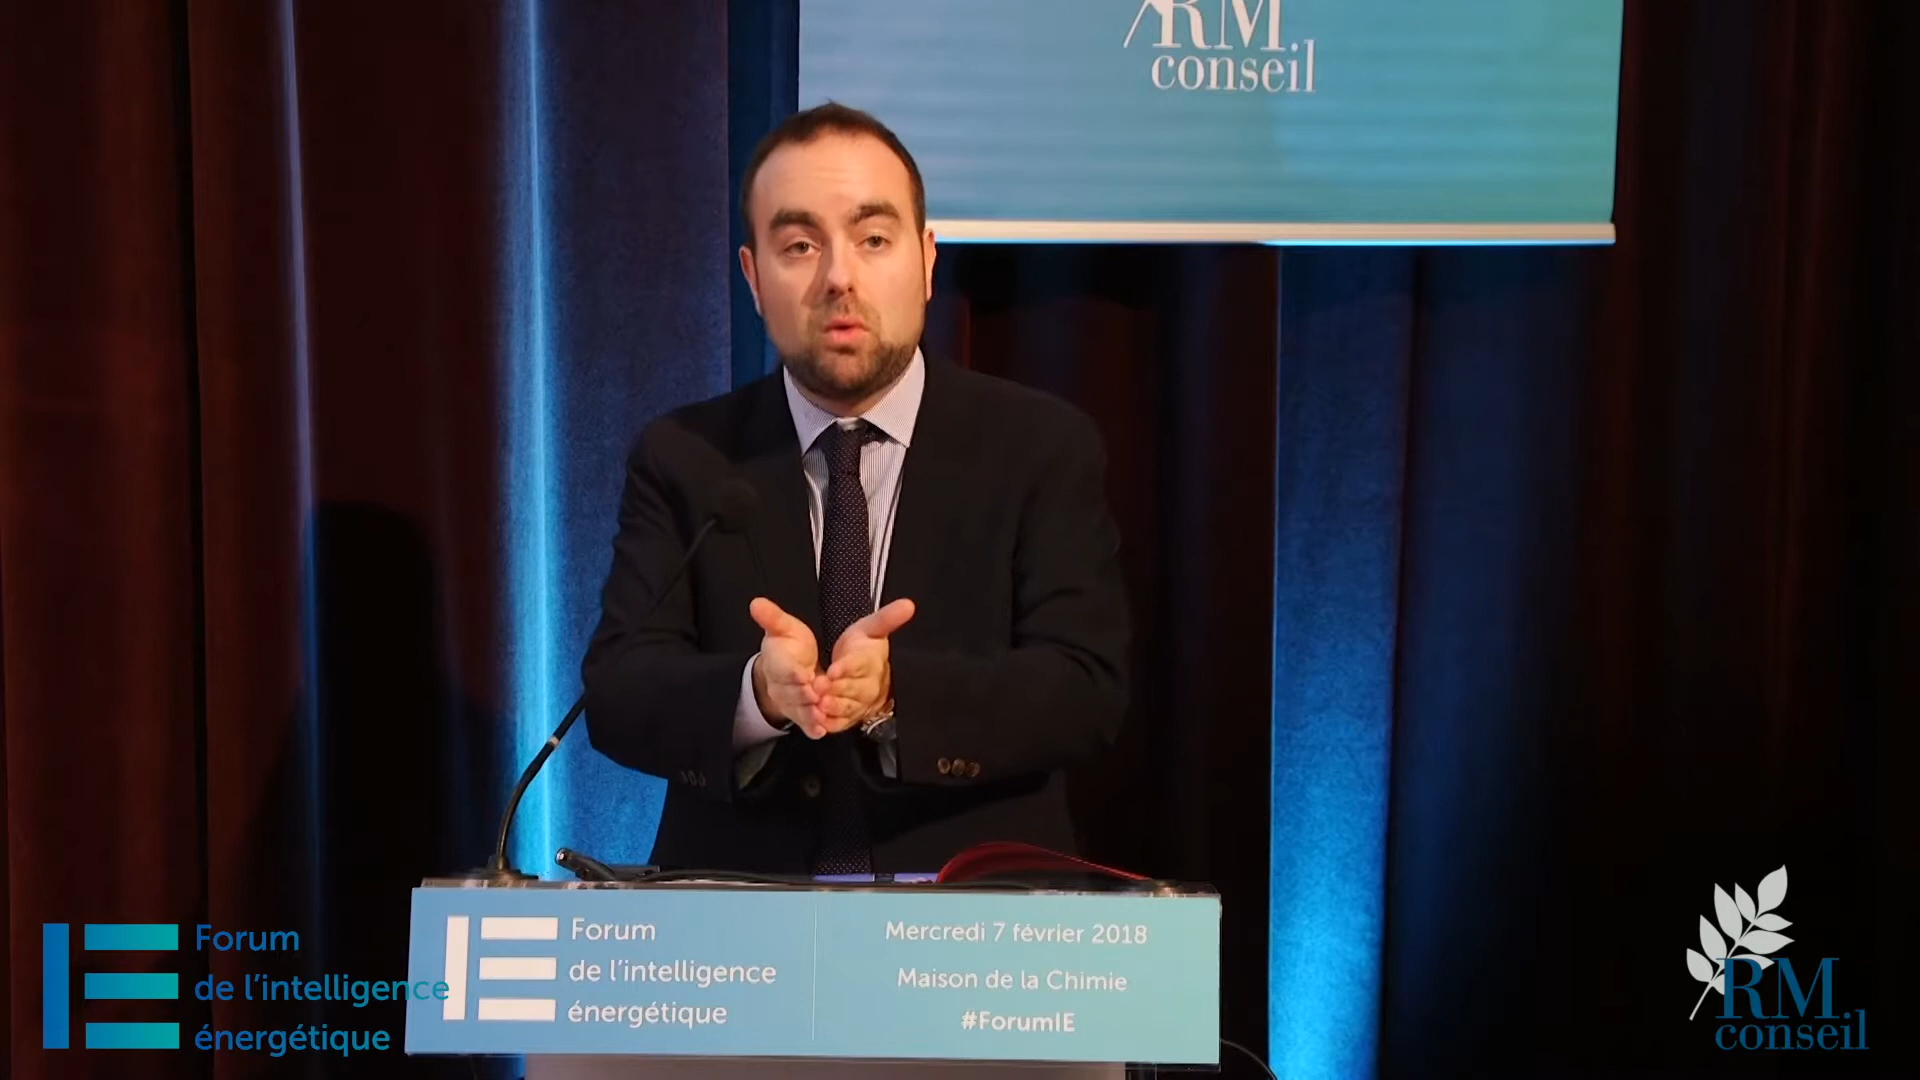 RM
conseil
Forum
de l'intelligence
énergétique
Mercredi 7 février 2018
Maison de la Chimie
#ForumIE
Forum
de l'intelligence
énergétique
RM
conseil